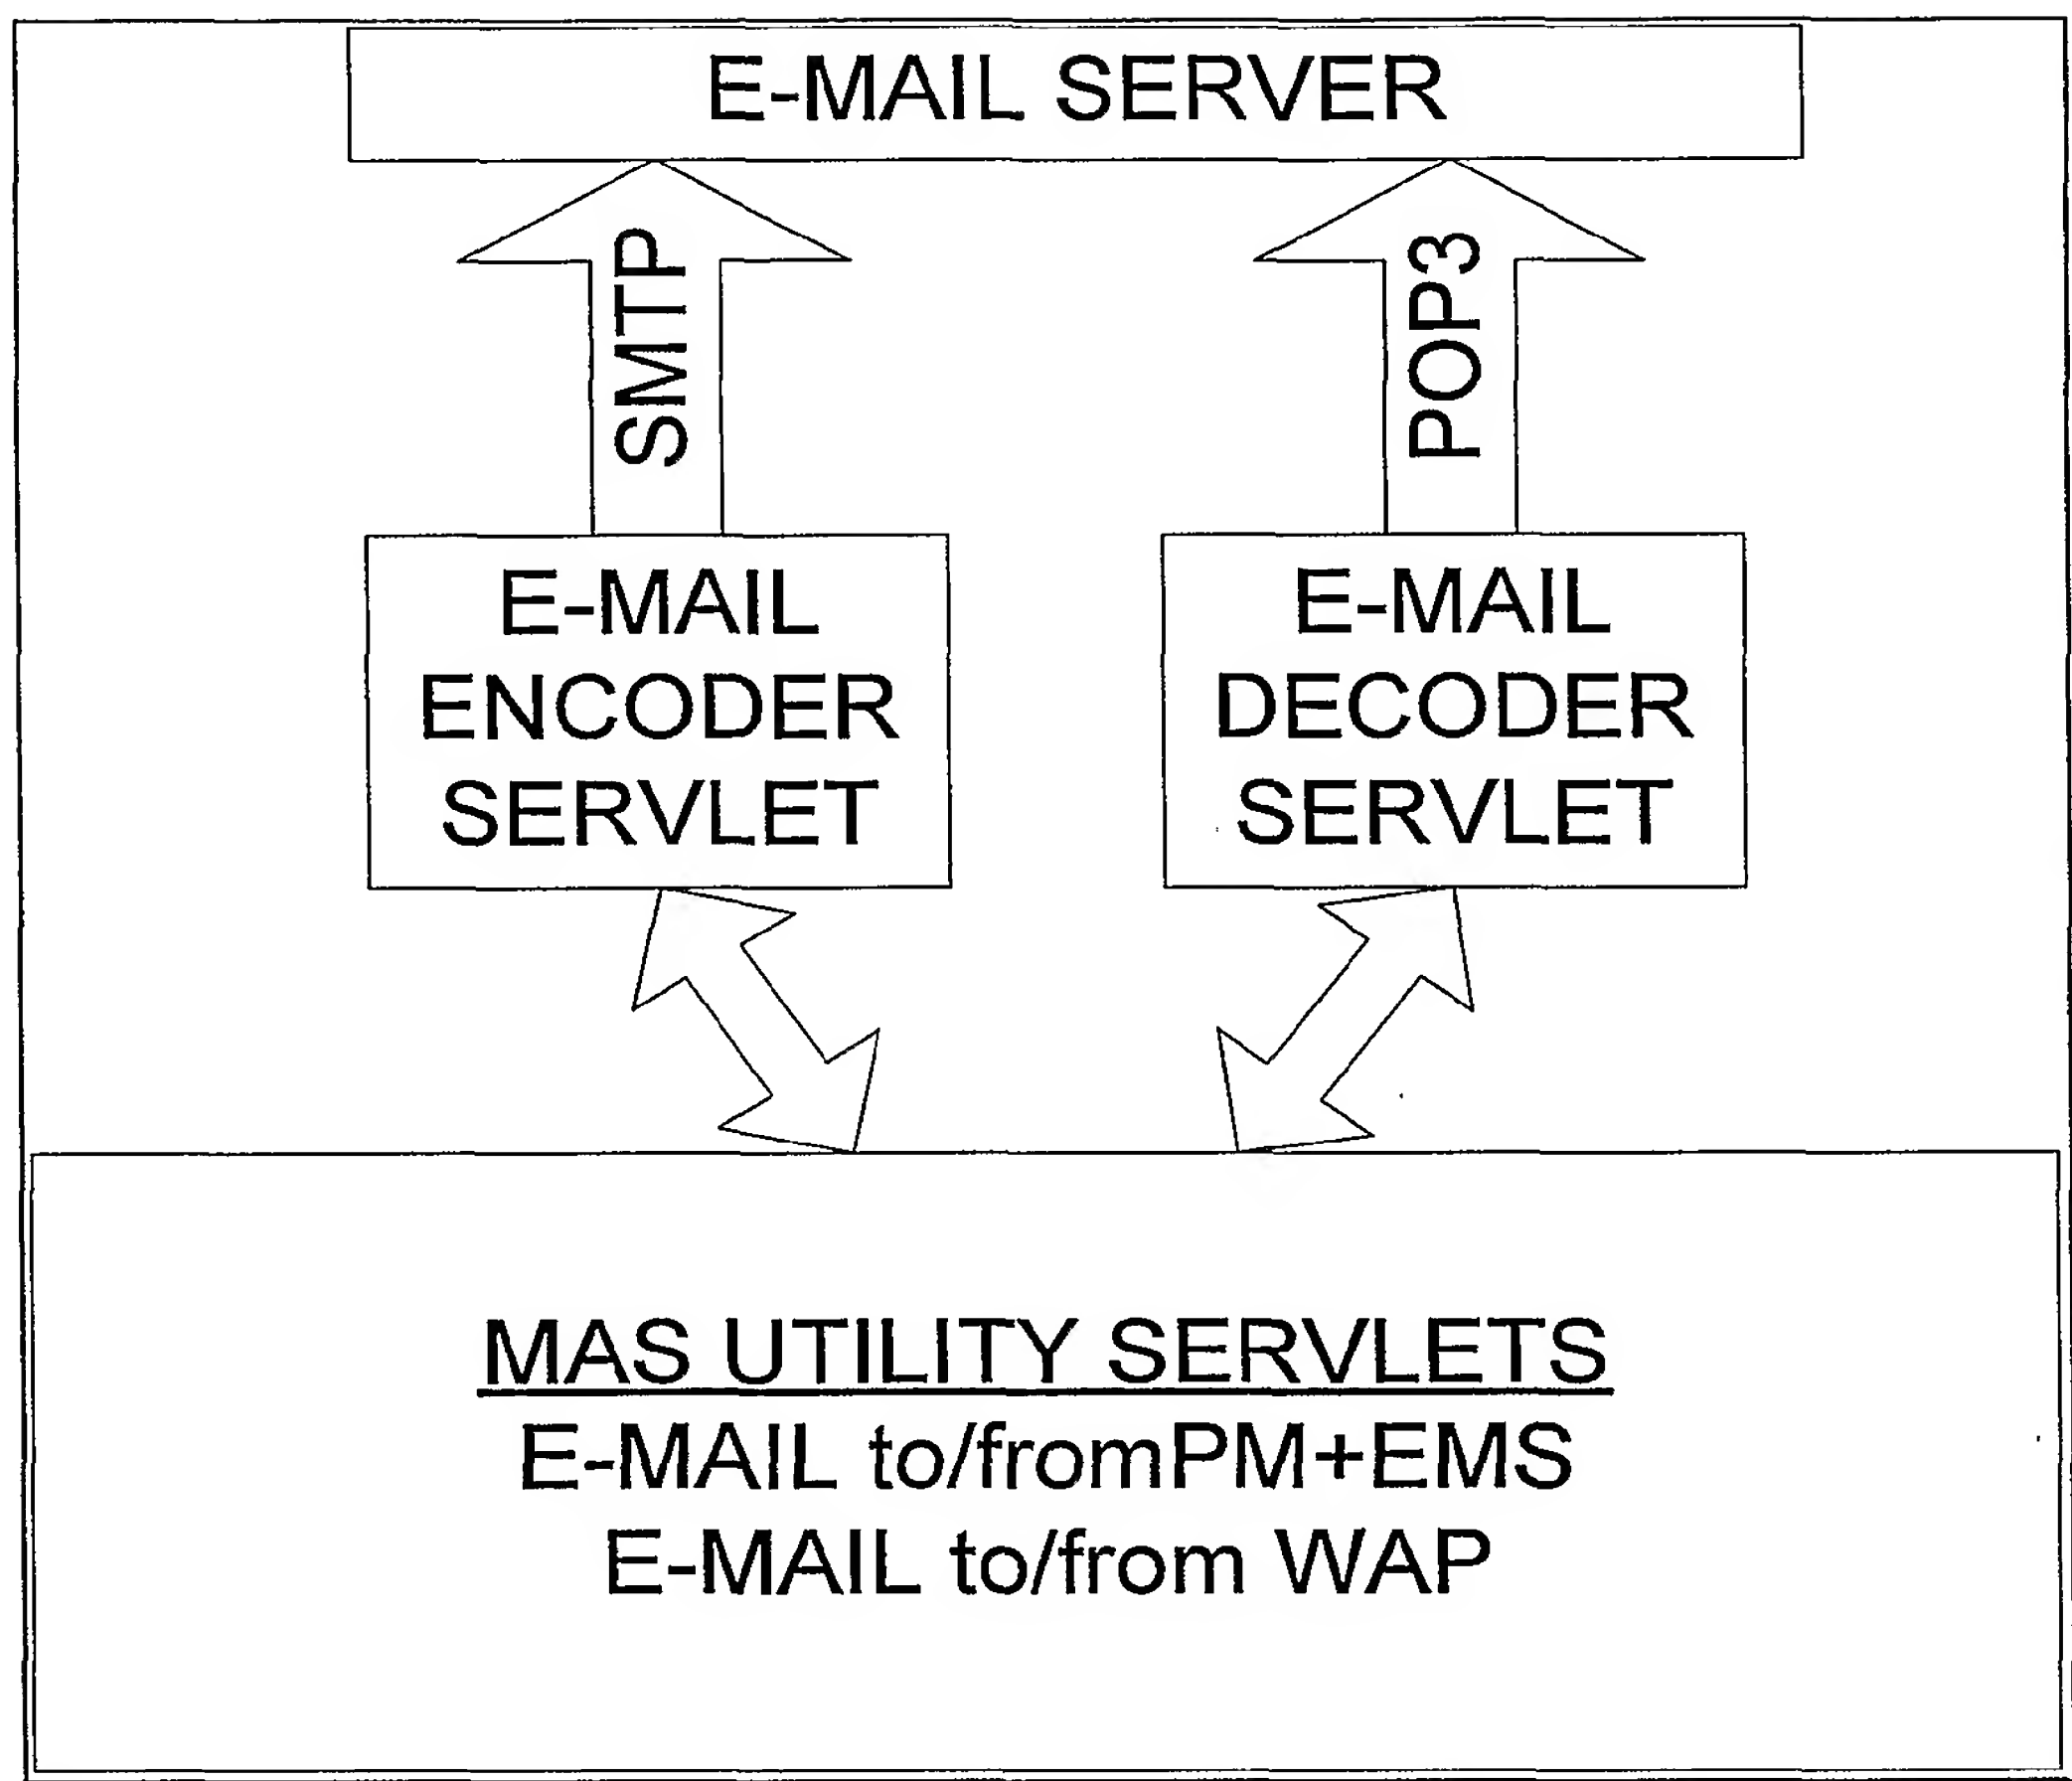 E-MAIL SERVER
SMTP
POP3
E-MAIL
ENCODER
SERVLET
E-MAIL
DECODER
SERVLET
MAS UTILITY SERVLETS
E-MAIL to/fromPM+EMS
E-MAIL to/from WAP